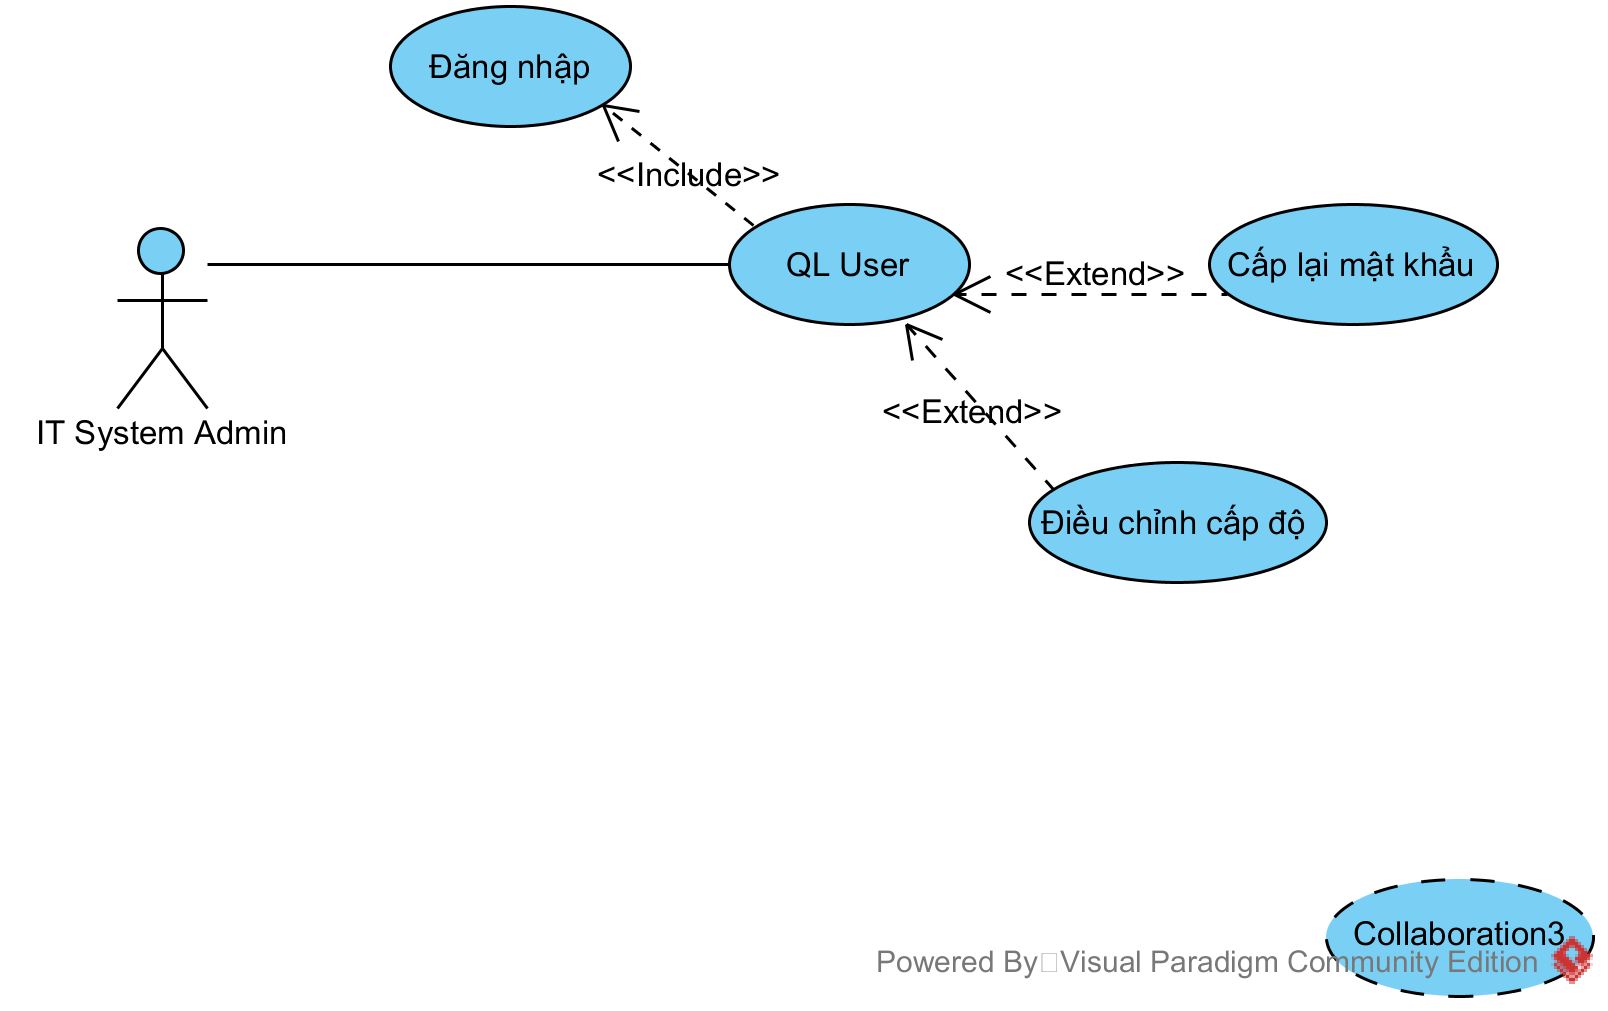 Đăng nhập
<<Include>>
QL User
<<Extend>>
Cấp lại mật khẩu
IT System Admin
<<Extend>>
Điều chỉnh cấp độ
Collaboration3
Powered By Visual Paradigm Community Edition